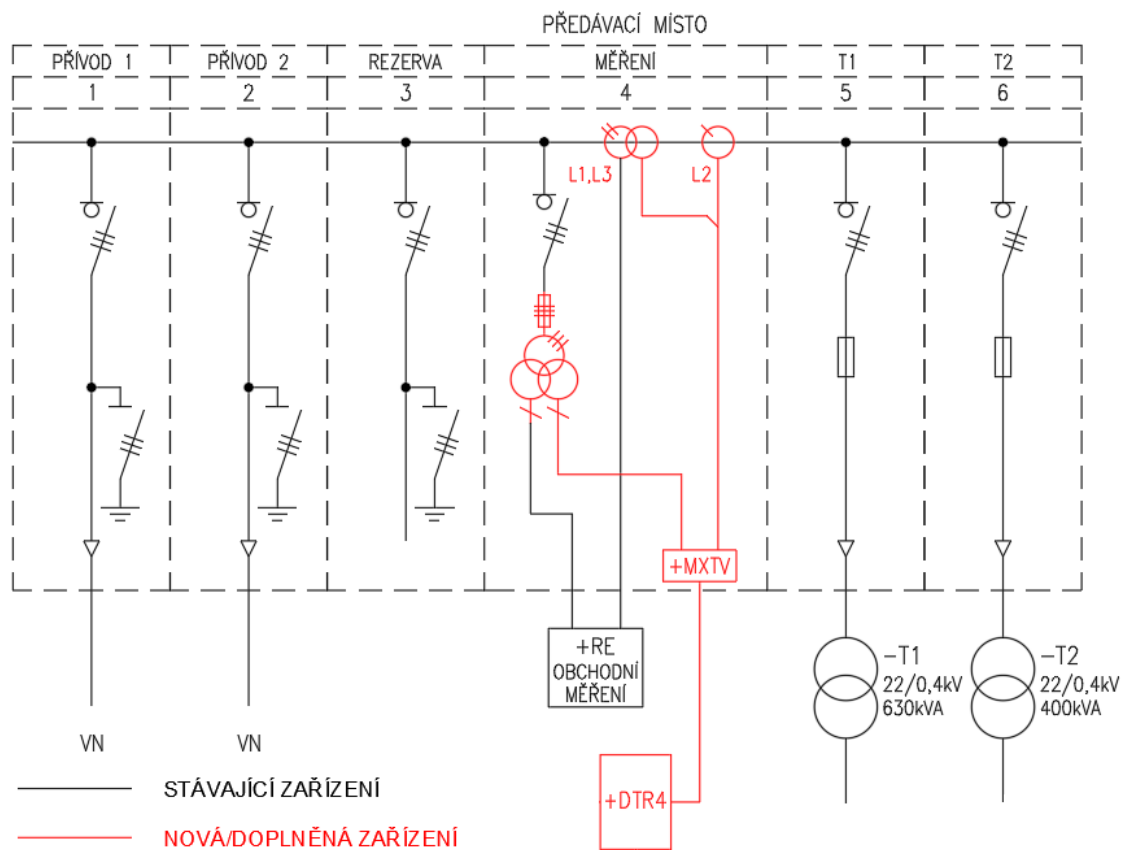 PŘEDÁVACÍ MÍSTO
PŘÍVOD 1 PŘÍVOD 2 REZERVA MĚŘENÍ T1 T2
1 2 3 4 5 6
L1,L3 L2
+MXTV
+RE
OBCHODNÍ
MĚŘENÍ
-T1
22/0,4kV
630kVA
-T2
22/0,4kV
400kVA
VN VN
+DTR4
STÁVAJÍCÍ ZAŘÍZENÍ
NOVÁ/DOPLNĚNÁ ZAŘÍZENÍ